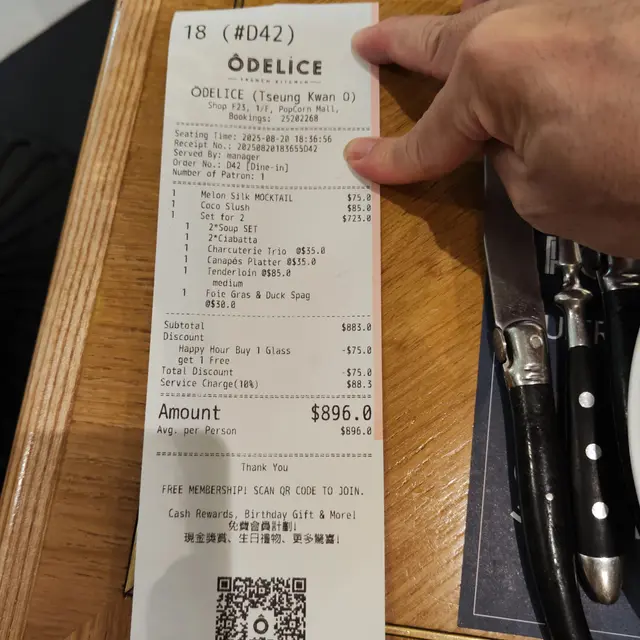 18 (#D42)
ÔDELICE
FRENCH KITCHEN
ÔDELICE (Tseung Kwan O)
Shop F23, 1/F, PopCorn Mall,
Bookings: 25202268
Seating Time: 2025-08-20 18:36:56
Receipt No.: 20250820183655D42
Served By: manager
Order No.: D42 [Dine-in]
Number of Patron: 1
1 Melon Silk MOCKTAIL $75.0
1 Coco Slush $85.0
1 Set for 2 $723.0
1 2*Soup SET
1 2*Ciabatta
1 Charcuterie Trio @$35.0
1 Canapés Platter @$35.0
1 Tenderloin @$85.0
medium
1 Foie Gras & Duck Spag
@$30.0
Subtotal $883.0
Discount
Happy Hour Buy 1 Glass -$75.0
get 1 Free
Total Discount -$75.0
Service Charge(10%) $88.3
Amount $896.0
Avg. per Person $896.0
Thank You
FREE MEMBERSHIP! SCAN QR CODE TO JOIN.
Cash Rewards, Birthday Gift & More!
免費會員計劃!
現金獎賞、生日禮物、更多驚喜!